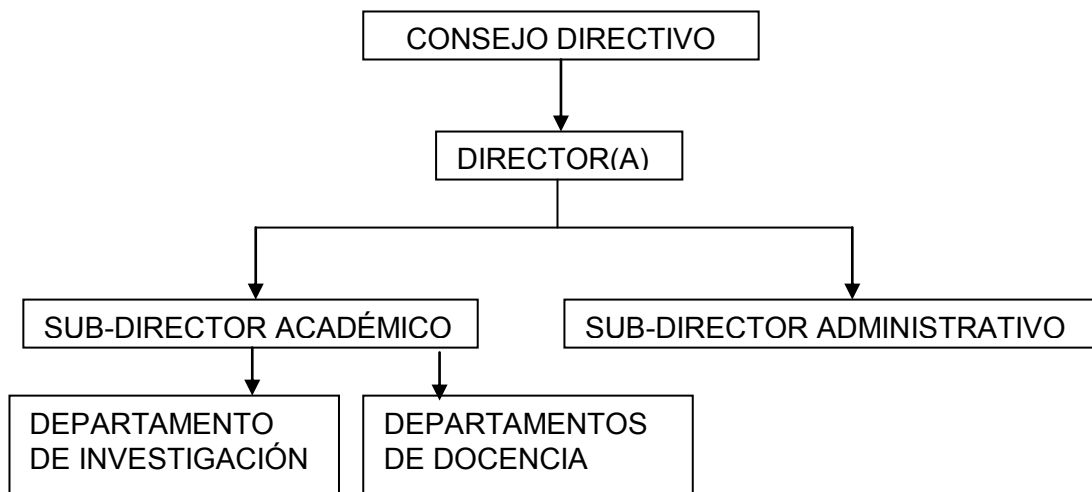 CONSEJO DIRECTIVO
DIRECTOR(A)
SUB-DIRECTOR ACADÉMICO
SUB-DIRECTOR ADMINISTRATIVO
DEPARTAMENTO
DE INVESTIGACIÓN
DEPARTAMENTOS
DE DOCENCIA